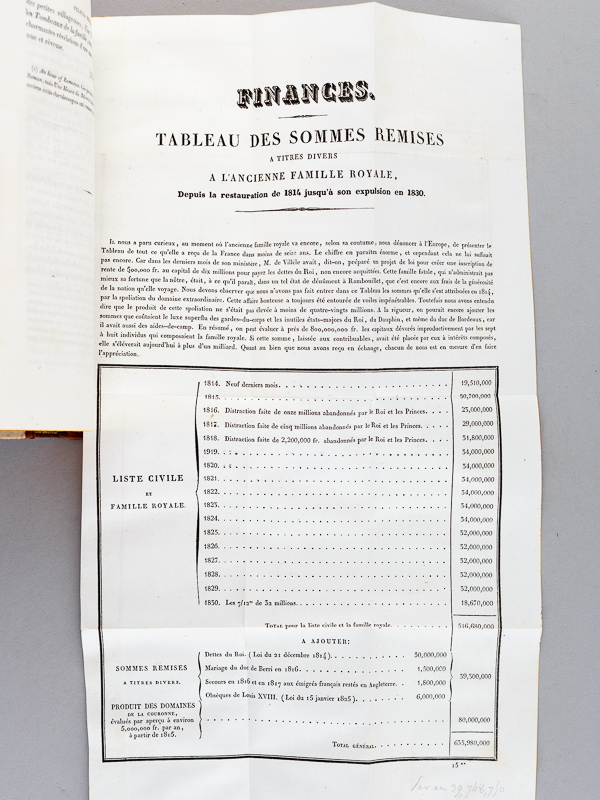 des petites villageoises
les Tombeaux de la famille
charmantes révélations d'un
FINANCES.
TABLEAU DES SOMMES REMISES
A TITRES DIVERS
A L'ANCIENNE FAMILLE ROYALE,
Depuis la restauration de 1814 jusqu'à son expulsion en 1830.
IL nous a paru curieux, au moment où l'ancienne famille royale va encore, selon sa coutume, nous dénoncer à l'Europe, de présenter le
Tableau de tout ce qu'elle a reçu de la France dans moins de seize ans. Le chiffre en paraîtra énorme, et cependant cela ne lui suffisait
pas encore. Car dans les derniers mois de son ministère, M. de Villèle avait, dit-on, préparé un projet de loi pour créer une inscription de
rente de 500,000 fr. au capital de dix millions pour payer les dettes du Roi, non encore acquittées. Cette famille fatale, qui n'administrait pas
mieux sa fortune que la nôtre, était, à ce qu'il paraît, dans un tel état de dénûment à Rambouillet, que c'est encore aux frais de la générosité
de la nation qu'elle voyage. Nous devons observer que nous n'avons pas fait entrer dans ce Tableau les sommes qu'elle s'est attribuées en 1814,
par la spoliation du domaine extraordinaire. Cette affaire honteuse a toujours été entourée de voiles impénétrables. Toutefois nous avons entendu
dire que le produit de cette spoliation ne s'était pas élevée à moins de quatre-vingts millions. A la rigueur, on pourrait encore ajouter les
sommes que coûtaient le luxe superflu des gardes-du-corps et les inutiles états-majors du Roi, du Dauphin, et même du duc de Bordeaux, car
il avait aussi des aides-de-camp. En résumé, on peut évaluer à près de 800,000,000 fr. les capitaux dévorés improductivement par les sept
à huit individus qui composaient la famille royale. Si cette somme, laissée aux contribuables, avait été placée par eux à intérêts composés,
elle s'éléverait aujourd'hui à plus d'un milliard. Quant au bien que nous avons reçu en échange, chacun de nous est en mesure d'en faire
l'appréciation.
LISTE CIVILE
ET
FAMILLE ROYALE.
1814. Neuf derniers mois. 19,510,000
1815. 50,700,000
1816. Distraction faite de onze millions abandonnés par le Roi et les Princes. 23,000,000
1817. Distraction faite de cinq millions abandonnés par le Roi et les Princes. 29,000,000
1818. Distraction faite de 2,200,000 fr. abandonnés par le Roi et les Princes. 31,800,000
1919. 34,000,000
1820. 34,000,000
1821. 34,000,000
1822. 34,000,000
1823. 34,000,000
1824. 34,000,000
1825. 32,000,000
1826. 32,000,000
1827. 32,000,000
1828. 32,000,000
1829. 32,000,000
1830. Les 7/12mes de 32 millions. 18,670,000
TOTAL pour la liste civile et la famille royale. 516,680,000
A AJOUTER:
SOMMES REMISES
A TITRES DIVERS.
Dettes du Roi. (Loi du 21 décembre 1814). 30,000,000
Mariage du duc de Berri en 1816. 1,500,000
Secours en 1816 et en 1817 aux émigrés français restés en Angleterre. 1,800,000
Obsèques de Louis XVIII. (Loi du 15 janvier 1825). 6,000,000
39,300,000
PRODUIT DES DOMAINES
DE LA COURONNE,
évalués par aperçu à environ
5,000,000 fr. par an,
à partir de 1815.
80,000,000
TOTAL GÉNÉRAL. 635,980,000